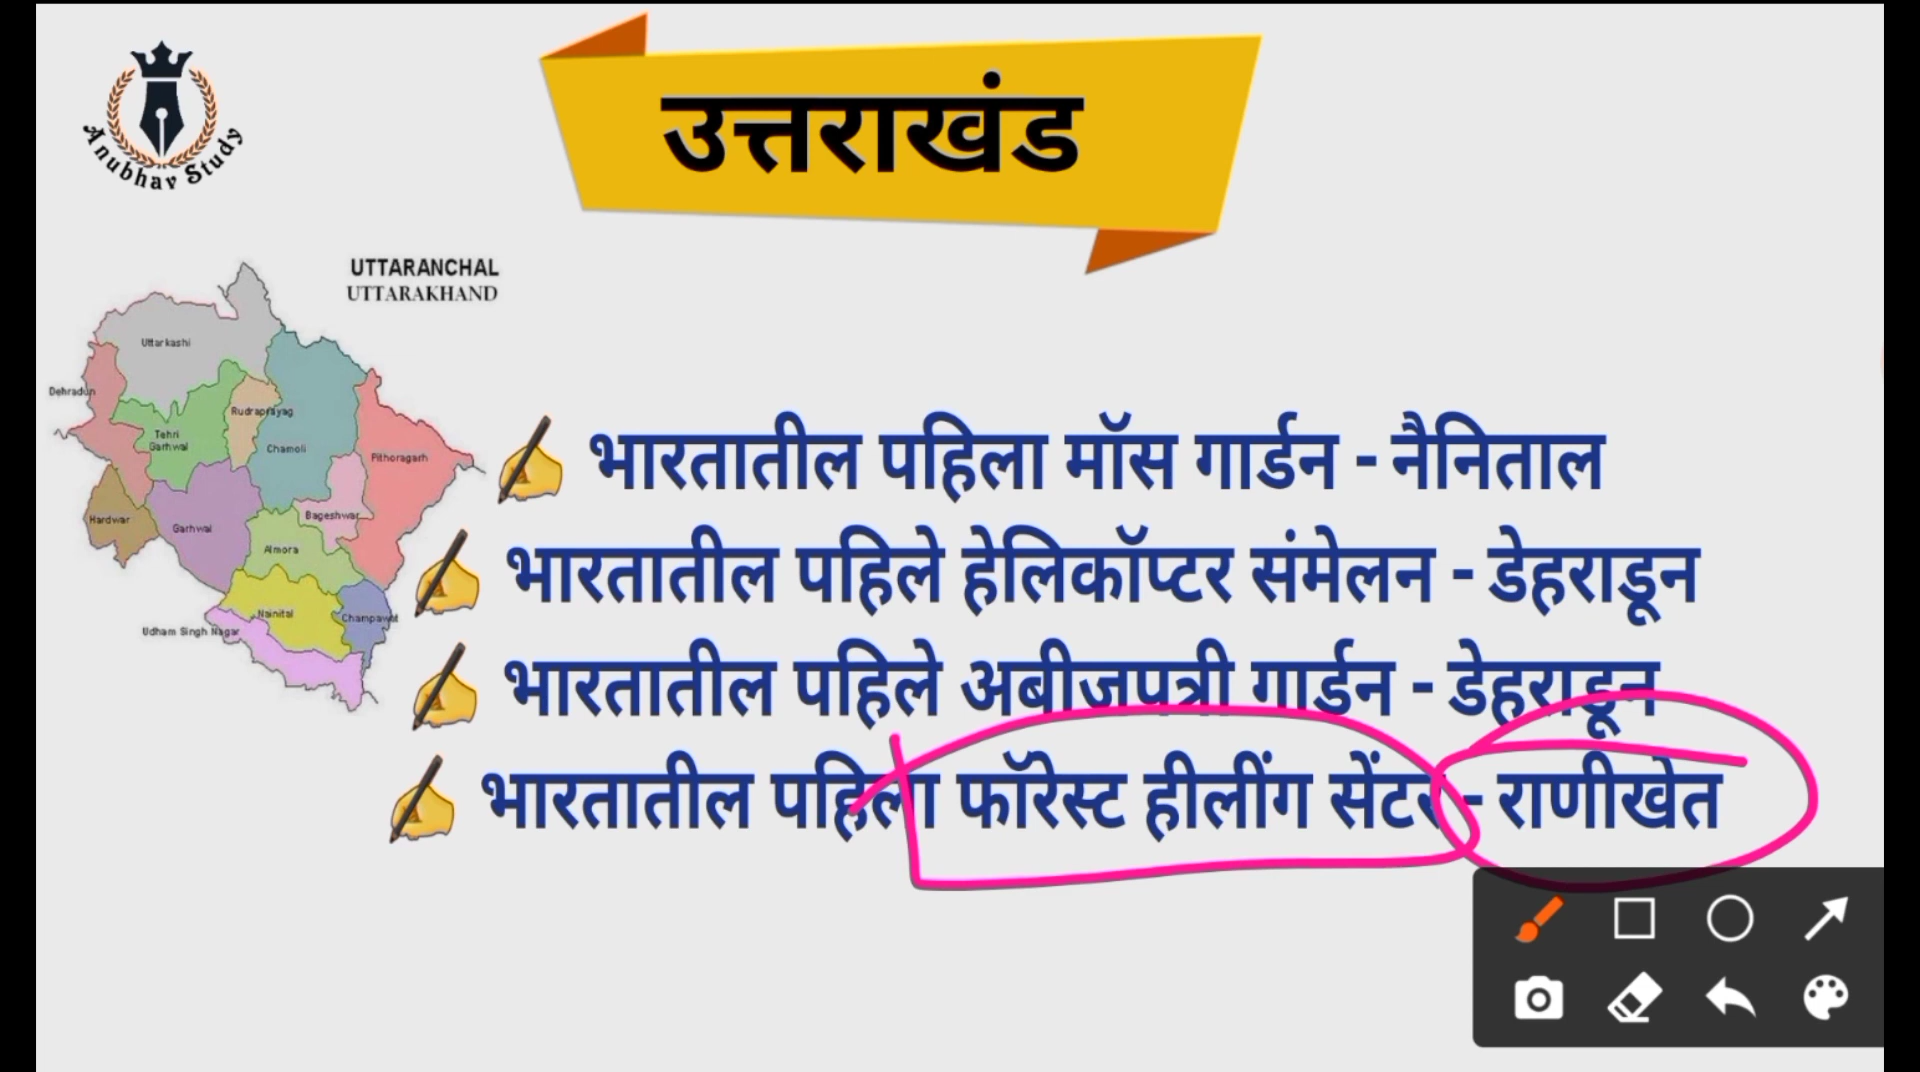 उत्तराखंड
Anubhav Study
UTTARANCHAL
UTTARAKHAND
Uttarkashi
Dehradun
Rudraprayag
Tehri
Garhwal
Chamoli
Pithoragarh
Hardwar
Garhwal
Bageshwar
Almora
Nainital
Champawat
Udham Singh Nagar
भारतातील पहिला मॉस गार्डन - नैनिताल
भारतातील पहिले हेलिकॉप्टर संमेलन - डेहराडून
भारतातील पहिले अबीजपत्री गार्डन - डेहराडून
भारतातील पहिला फॉरेस्ट हीलींग सेंटर - राणीखेत